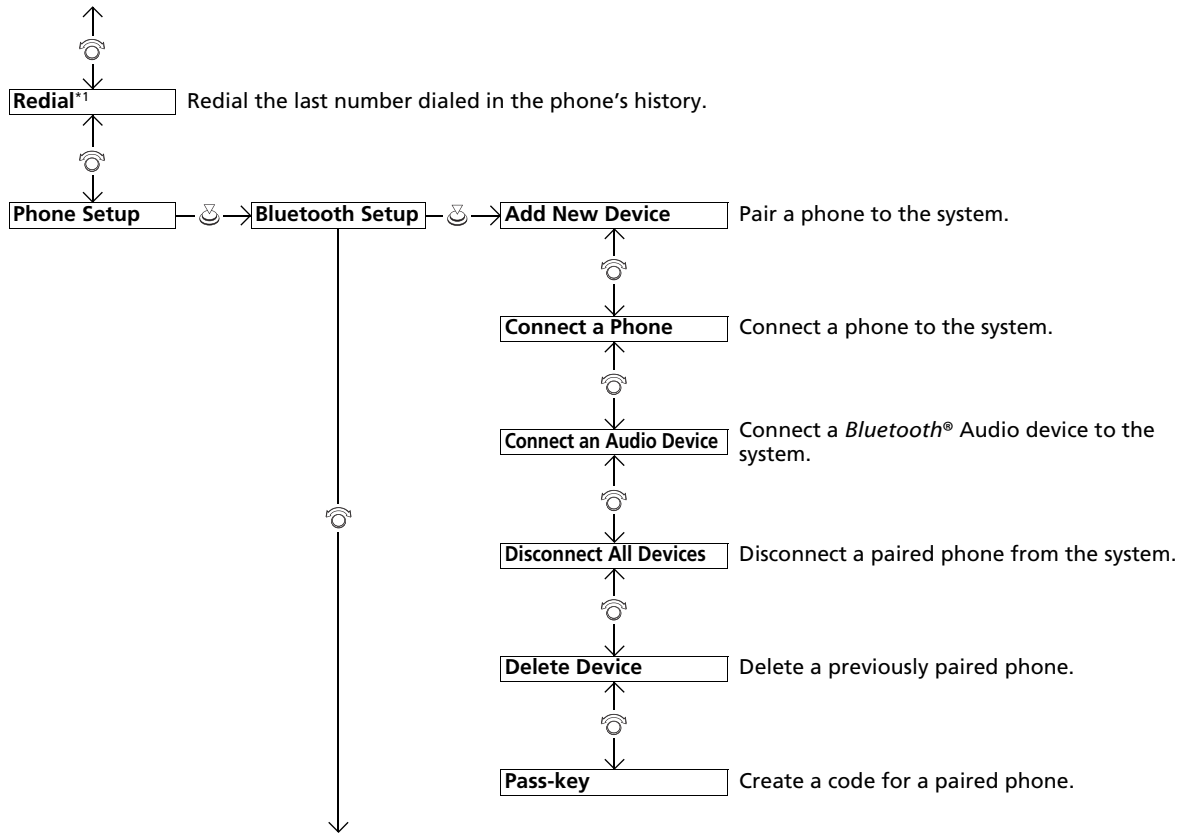 Redial*1 Redial the last number dialed in the phone's history.
Phone Setup Bluetooth Setup Add New Device Pair a phone to the system.
Connect a Phone Connect a phone to the system.
Connect an Audio Device Connect a Bluetooth® Audio device to the
system.
Disconnect All Devices Disconnect a paired phone from the system.
Delete Device Delete a previously paired phone.
Pass-key Create a code for a paired phone.